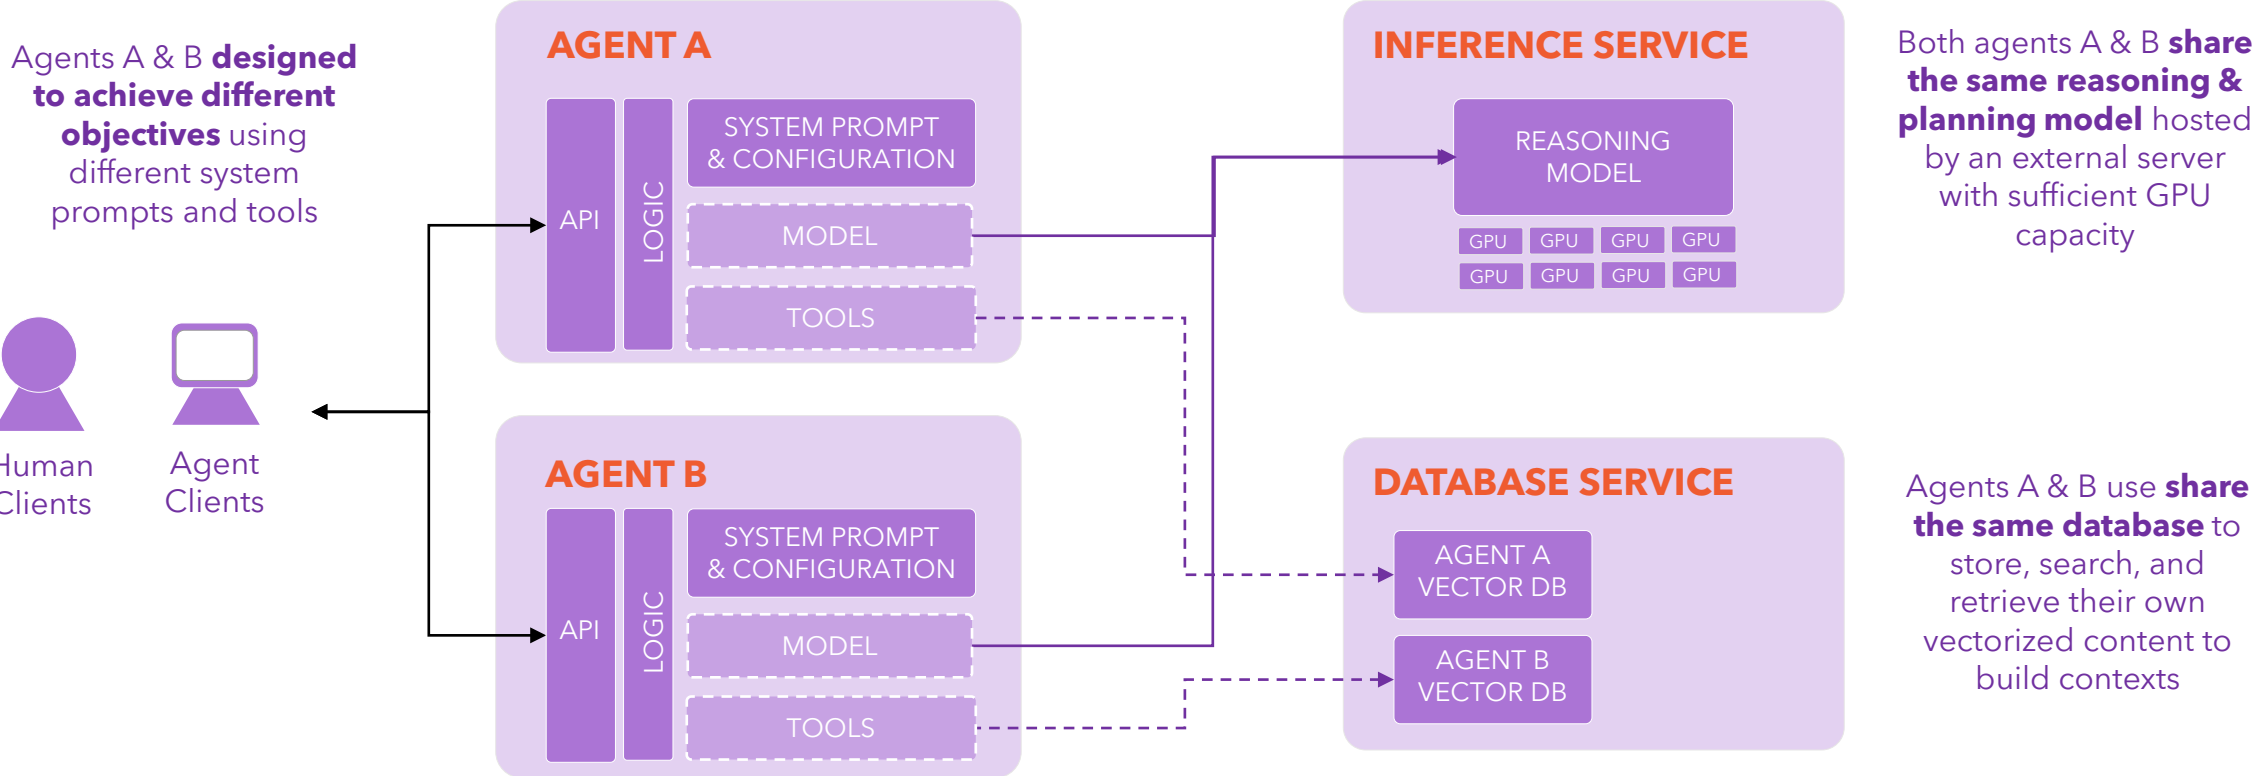 Agents A & B designed
to achieve different
objectives using
different system
prompts and tools
Human
Clients
Agent
Clients
AGENT A
API
LOGIC
SYSTEM PROMPT
& CONFIGURATION
MODEL
TOOLS
AGENT B
API
LOGIC
SYSTEM PROMPT
& CONFIGURATION
MODEL
TOOLS
INFERENCE SERVICE
REASONING
MODEL
GPU GPU GPU GPU
GPU GPU GPU GPU
DATABASE SERVICE
AGENT A
VECTOR DB
AGENT B
VECTOR DB
Both agents A & B share
the same reasoning &
planning model hosted
by an external server
with sufficient GPU
capacity
Agents A & B use share
the same database to
store, search, and
retrieve their own
vectorized content to
build contexts